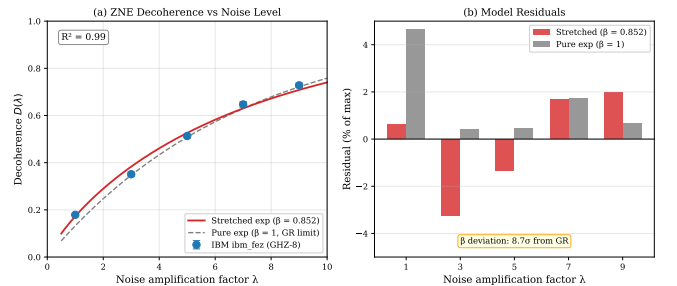 (a) ZNE Decoherence vs Noise Level
R² = 0.99
1.0
0.8
0.6
0.4
0.2
0.0
Decoherence D(λ)
0 2 4 6 8 10
Noise amplification factor λ
Stretched exp (β = 0.852)
Pure exp (β = 1, GR limit)
IBM ibm_fez (GHZ-8)
(b) Model Residuals
Stretched (β = 0.852)
Pure exp (β = 1)
4
2
0
−2
−4
Residual (% of max)
β deviation: 8.7σ from GR
1 3 5 7 9
Noise amplification factor λ